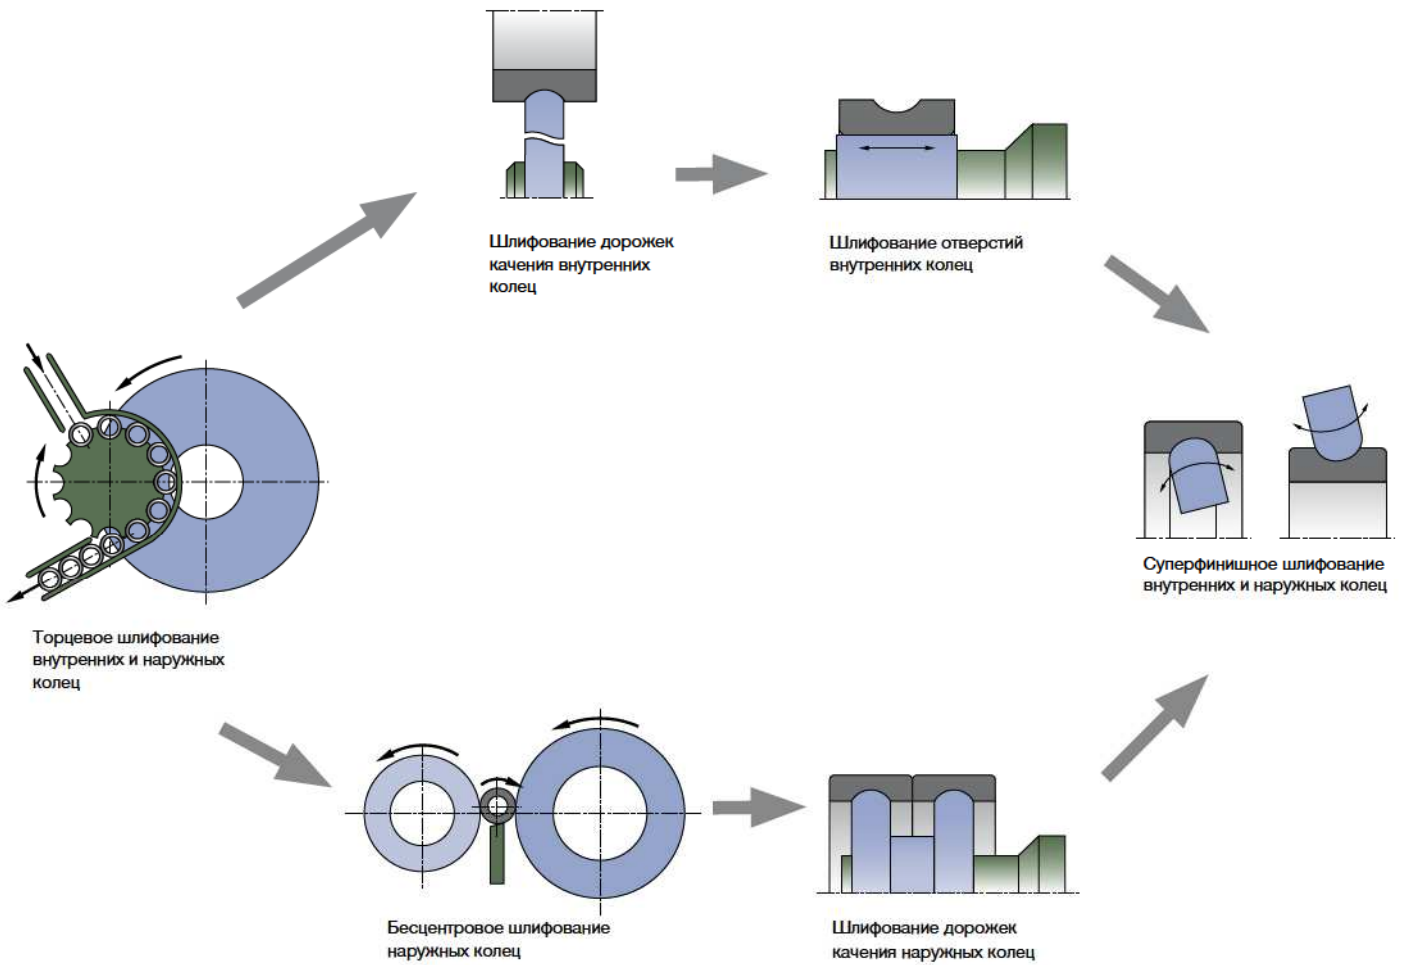 Шлифование дорожек
качения внутренних
колец
Шлифование отверстий
внутренних колец
Суперфинишное шлифование
внутренних и наружных колец
Торцевое шлифование
внутренних и наружных
колец
Бесцентровое шлифование
наружных колец
Шлифование дорожек
качения наружных колец